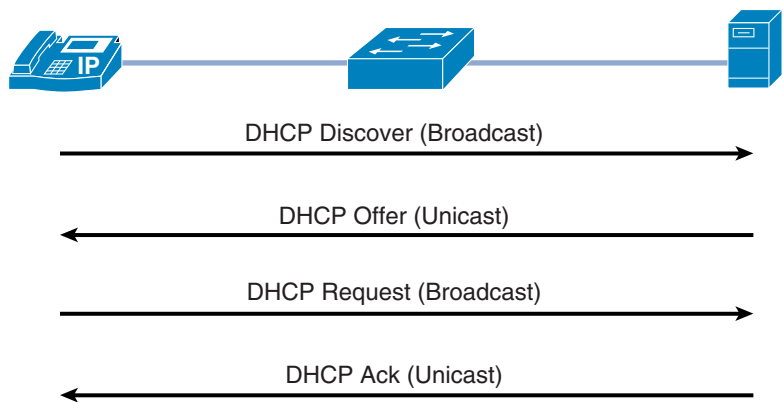 IP
DHCP Discover (Broadcast)
DHCP Offer (Unicast)
DHCP Request (Broadcast)
DHCP Ack (Unicast)